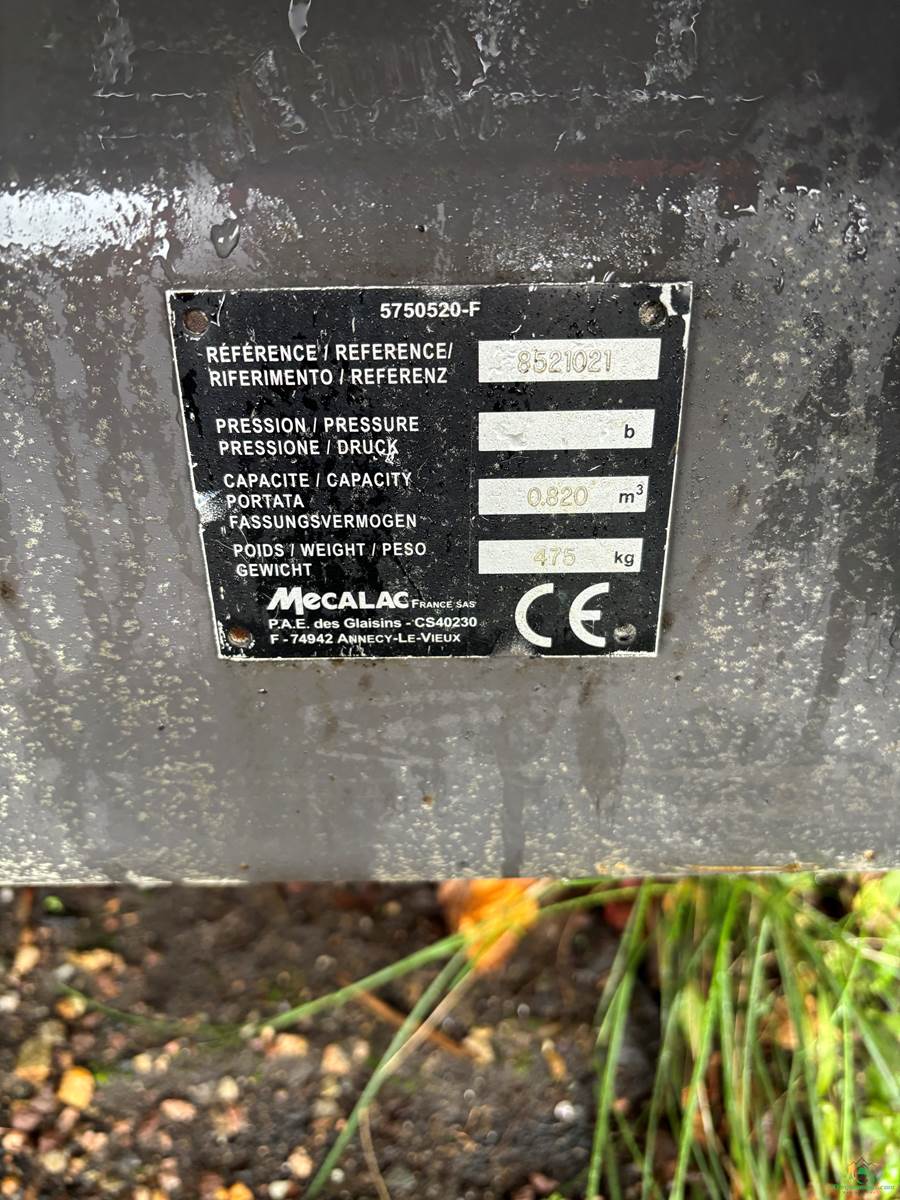 5750520-F
REFERENCE / REFERENCE/ 8521021
RIFERIMENTO / REFERENZ
PRESSION / PRESSURE
PRESSIONE / DRUCK b
CAPACITE / CAPACITY
PORTATA 0.820 m³
FASSUNGSVERMOGEN
POIDS / WEIGHT / PESO 475 kg
GEWICHT
MECALAC FRANCE SAS
P.A.E. des Glaisins - CS40230
F - 74942 ANNECY-LE-VIEUX
CE